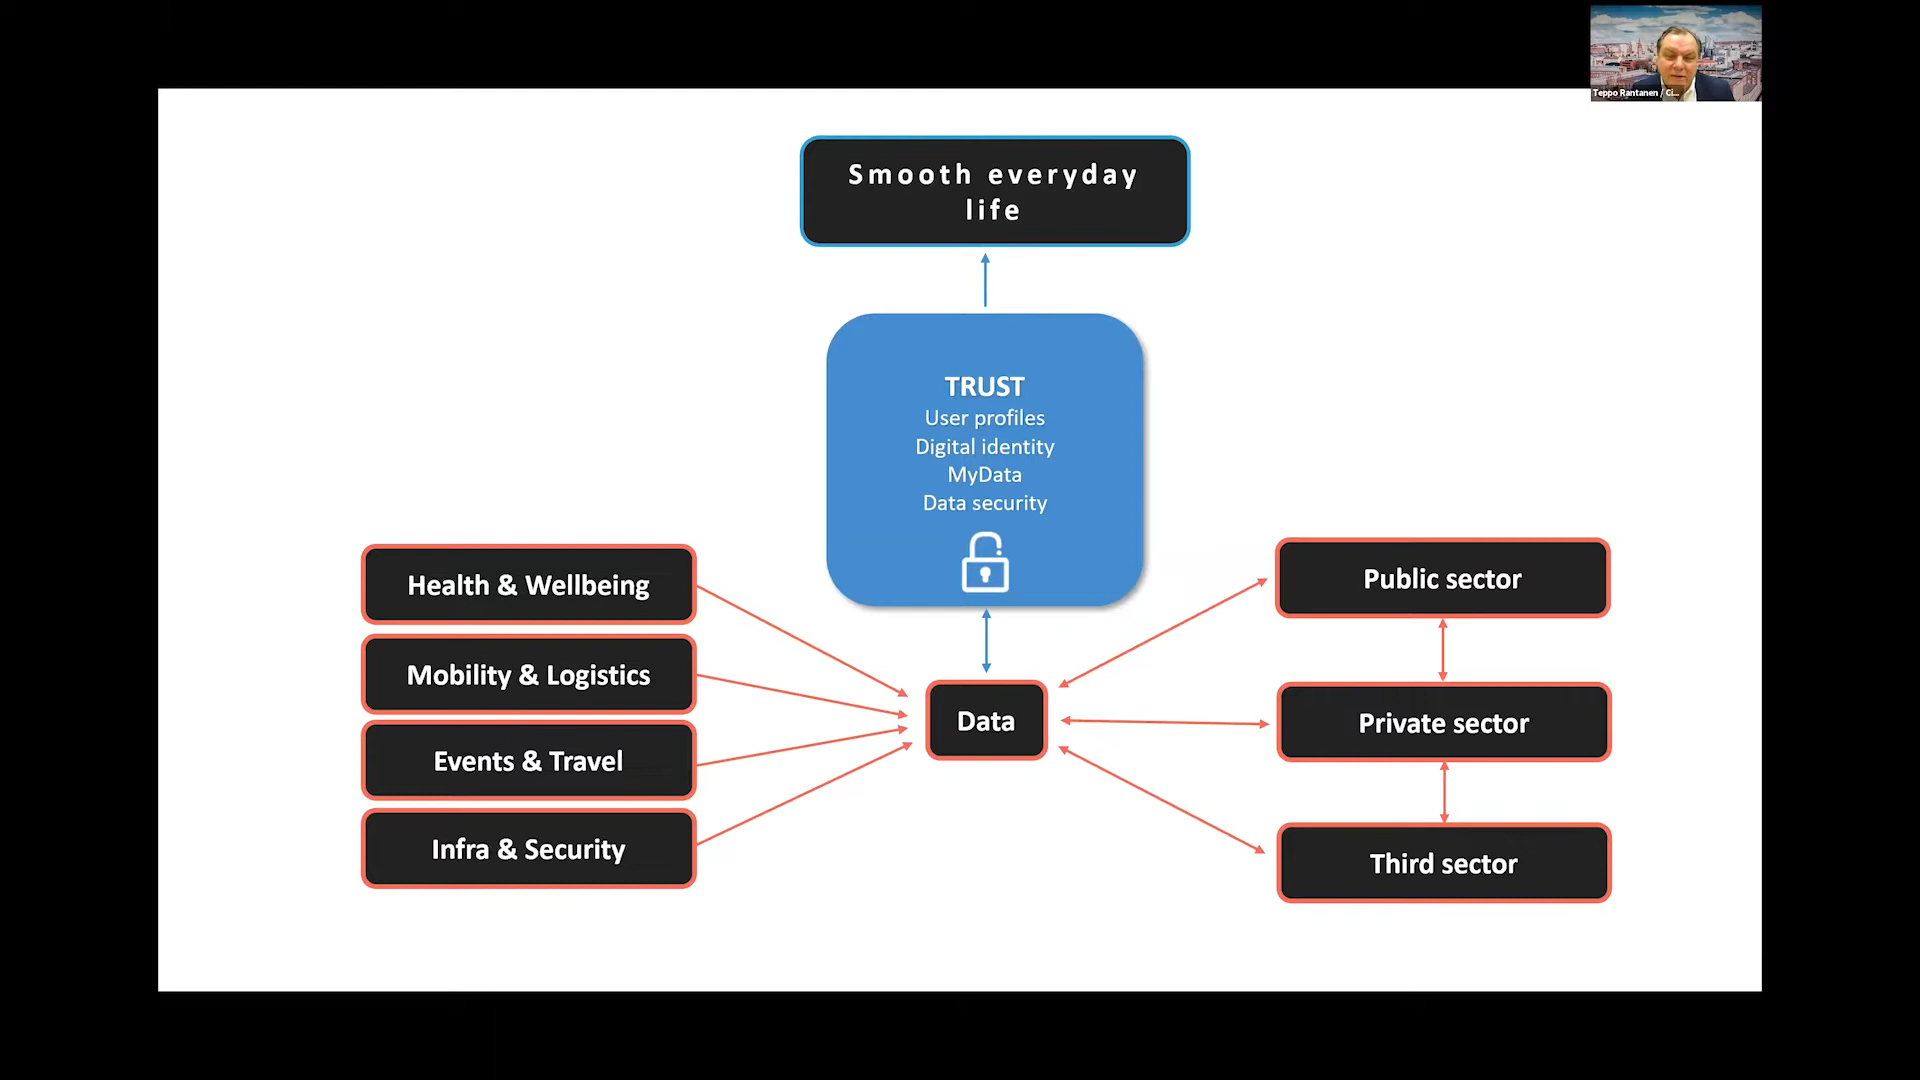 Teppo Rantanen / Ci...
Smooth everyday
life
TRUST
User profiles
Digital identity
MyData
Data security
Health & Wellbeing
Mobility & Logistics
Events & Travel
Infra & Security
Data
Public sector
Private sector
Third sector